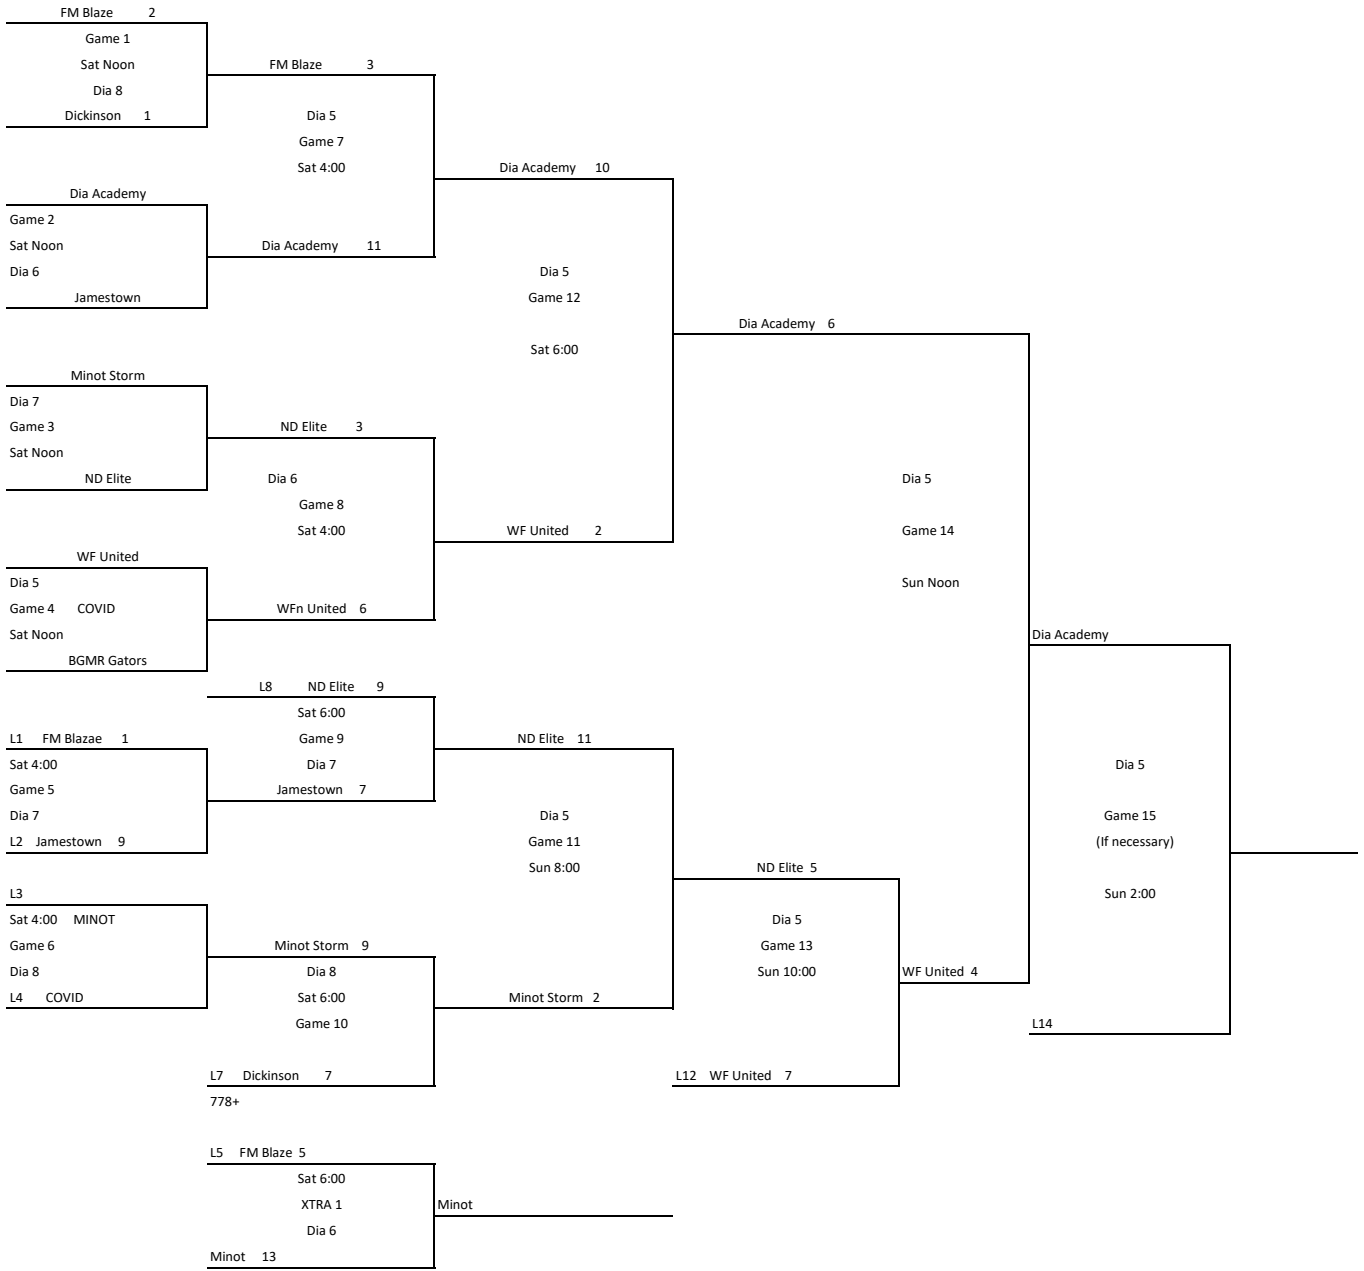 FM Blaze 2
Game 1
Sat Noon
Dia 8
Dickinson 1
FM Blaze 3
Dia 5
Game 7
Sat 4:00
Dia Academy 11
Dia Academy
Game 2
Sat Noon
Dia 6
Jamestown
Dia Academy 10
Dia 5
Game 12
Sat 6:00
Minot Storm
Dia 7
Game 3
Sat Noon
ND Elite
ND Elite 3
Dia 6
Game 8
Sat 4:00
WFn United 6
WF United 2
WF United
Dia 5
Game 4 COVID
Sat Noon
BGMR Gators
Dia Academy 6
Dia 5
Game 14
Sun Noon
L8 ND Elite 9
Sat 6:00
Game 9
Dia 7
Jamestown 7
L1 FM Blazae 1
Sat 4:00
Game 5
Dia 7
L2 Jamestown 9
ND Elite 11
Dia 5
Game 11
Sun 8:00
Minot Storm 2
L3
Sat 4:00 MINOT
Game 6
Dia 8
L4 COVID
Minot Storm 9
Dia 8
Sat 6:00
Game 10
L7 Dickinson 7
778+
ND Elite 5
Dia 5
Game 13
Sun 10:00
L12 WF United 7
WF United 4
Dia Academy
Dia 5
Game 15
(If necessary)
Sun 2:00
L14
L5 FM Blaze 5
Sat 6:00
XTRA 1
Dia 6
Minot 13
Minot